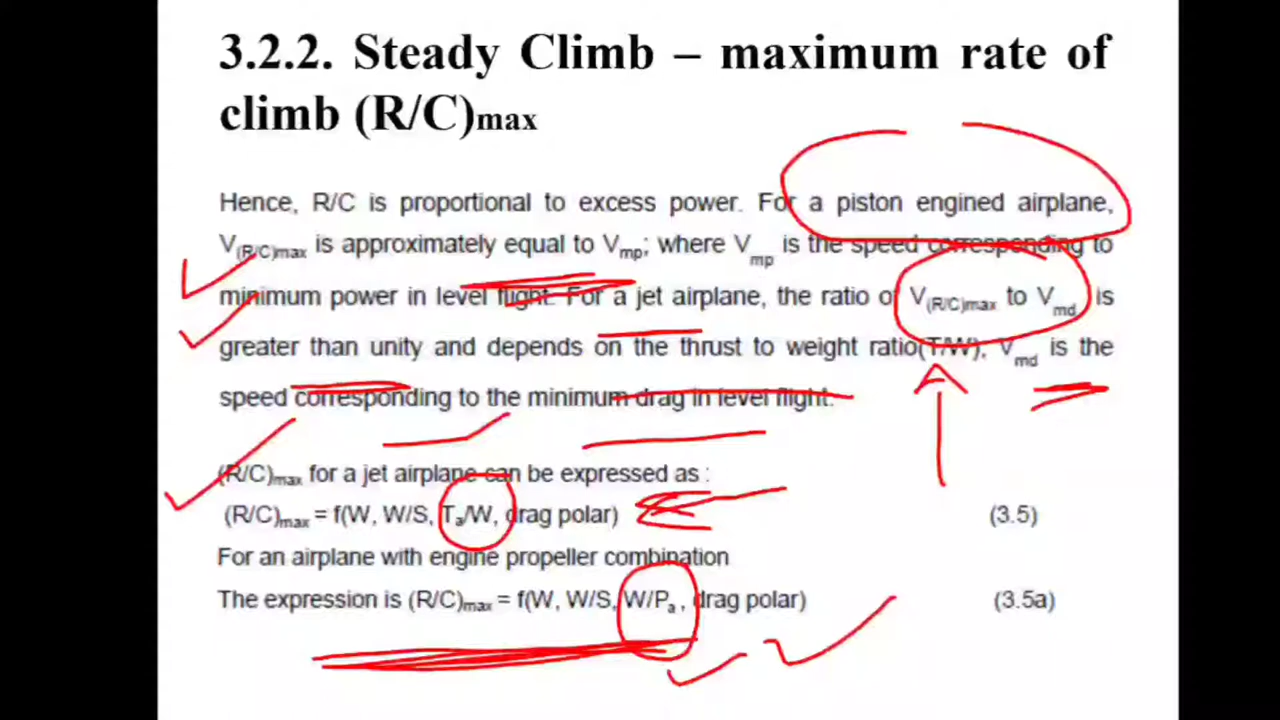 3.2.2. Steady Climb – maximum rate of
climb (R/C)max
Hence, R/C is proportional to excess power. For a piston engined airplane,
V(R/C)max is approximately equal to Vmp; where Vmp is the speed corresponding to
minimum power in level flight. For a jet airplane, the ratio of V(R/C)max to Vmd is
greater than unity and depends on the thrust to weight ratio(T/W). Vmd is the
speed corresponding to the minimum drag in level flight.
(R/C)max for a jet airplane can be expressed as :
(R/C)max = f(W, W/S, Ta/W, drag polar) (3.5)
For an airplane with engine propeller combination
The expression is (R/C)max = f(W, W/S, W/Pa , drag polar) (3.5a)